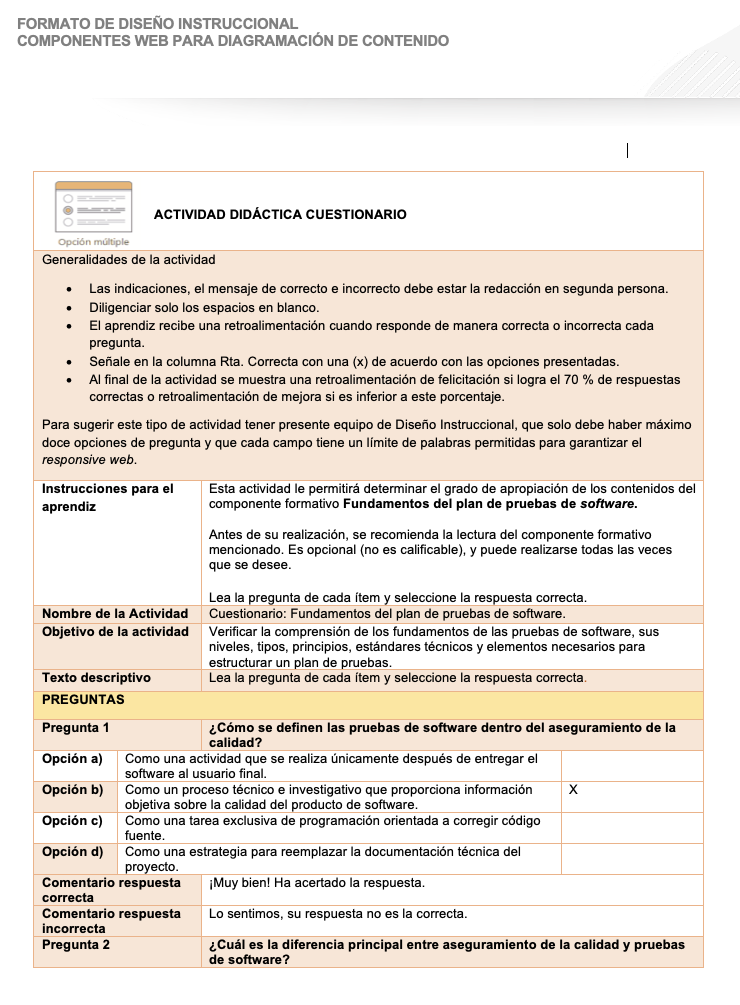 FORMATO DE DISEÑO INSTRUCCIONAL
COMPONENTES WEB PARA DIAGRAMACIÓN DE CONTENIDO
Opción múltiple
ACTIVIDAD DIDÁCTICA CUESTIONARIO
Generalidades de la actividad
• Las indicaciones, el mensaje de correcto e incorrecto debe estar la redacción en segunda persona.
• Diligenciar solo los espacios en blanco.
• El aprendiz recibe una retroalimentación cuando responde de manera correcta o incorrecta cada
pregunta.
• Señale en la columna Rta. Correcta con una (x) de acuerdo con las opciones presentadas.
• Al final de la actividad se muestra una retroalimentación de felicitación si logra el 70 % de respuestas
correctas o retroalimentación de mejora si es inferior a este porcentaje.
Para sugerir este tipo de actividad tener presente equipo de Diseño Instruccional, que solo debe haber máximo
doce opciones de pregunta y que cada campo tiene un límite de palabras permitidas para garantizar el
responsive web.
Instrucciones para el
aprendiz
Esta actividad le permitirá determinar el grado de apropiación de los contenidos del
componente formativo Fundamentos del plan de pruebas de software.
Antes de su realización, se recomienda la lectura del componente formativo
mencionado. Es opcional (no es calificable), y puede realizarse todas las veces
que se desee.
Lea la pregunta de cada ítem y seleccione la respuesta correcta.
Nombre de la Actividad
Cuestionario: Fundamentos del plan de pruebas de software.
Objetivo de la actividad
Verificar la comprensión de los fundamentos de las pruebas de software, sus
niveles, tipos, principios, estándares técnicos y elementos necesarios para
estructurar un plan de pruebas.
Texto descriptivo
Lea la pregunta de cada ítem y seleccione la respuesta correcta.
PREGUNTAS
Pregunta 1
¿Cómo se definen las pruebas de software dentro del aseguramiento de la
calidad?
Opción a)
Como una actividad que se realiza únicamente después de entregar el
software al usuario final.
Opción b)
Como un proceso técnico e investigativo que proporciona información
objetiva sobre la calidad del producto de software.
X
Opción c)
Como una tarea exclusiva de programación orientada a corregir código
fuente.
Opción d)
Como una estrategia para reemplazar la documentación técnica del
proyecto.
Comentario respuesta
correcta
¡Muy bien! Ha acertado la respuesta.
Comentario respuesta
incorrecta
Lo sentimos, su respuesta no es la correcta.
Pregunta 2
¿Cuál es la diferencia principal entre aseguramiento de la calidad y pruebas
de software?